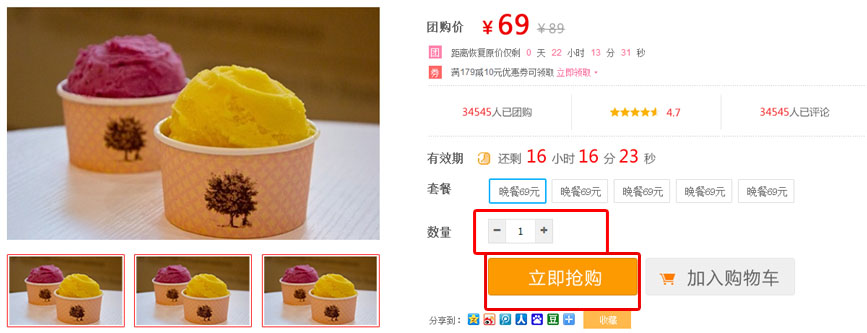 团购价 ¥69 ¥89
团 距离恢复原价仅剩 0 天 22 小时 13 分 31 秒
券 满179减10元优惠券可领取 立即领取
34545人已团购 4.7 34545人已评论
有效期 还剩 16 小时 16 分 23 秒
套餐 晚餐69元 晚餐69元 晚餐69元 晚餐69元 晚餐69元
数量 - 1 +
立即抢购 加入购物车
分享到： 人 豆 + 收藏